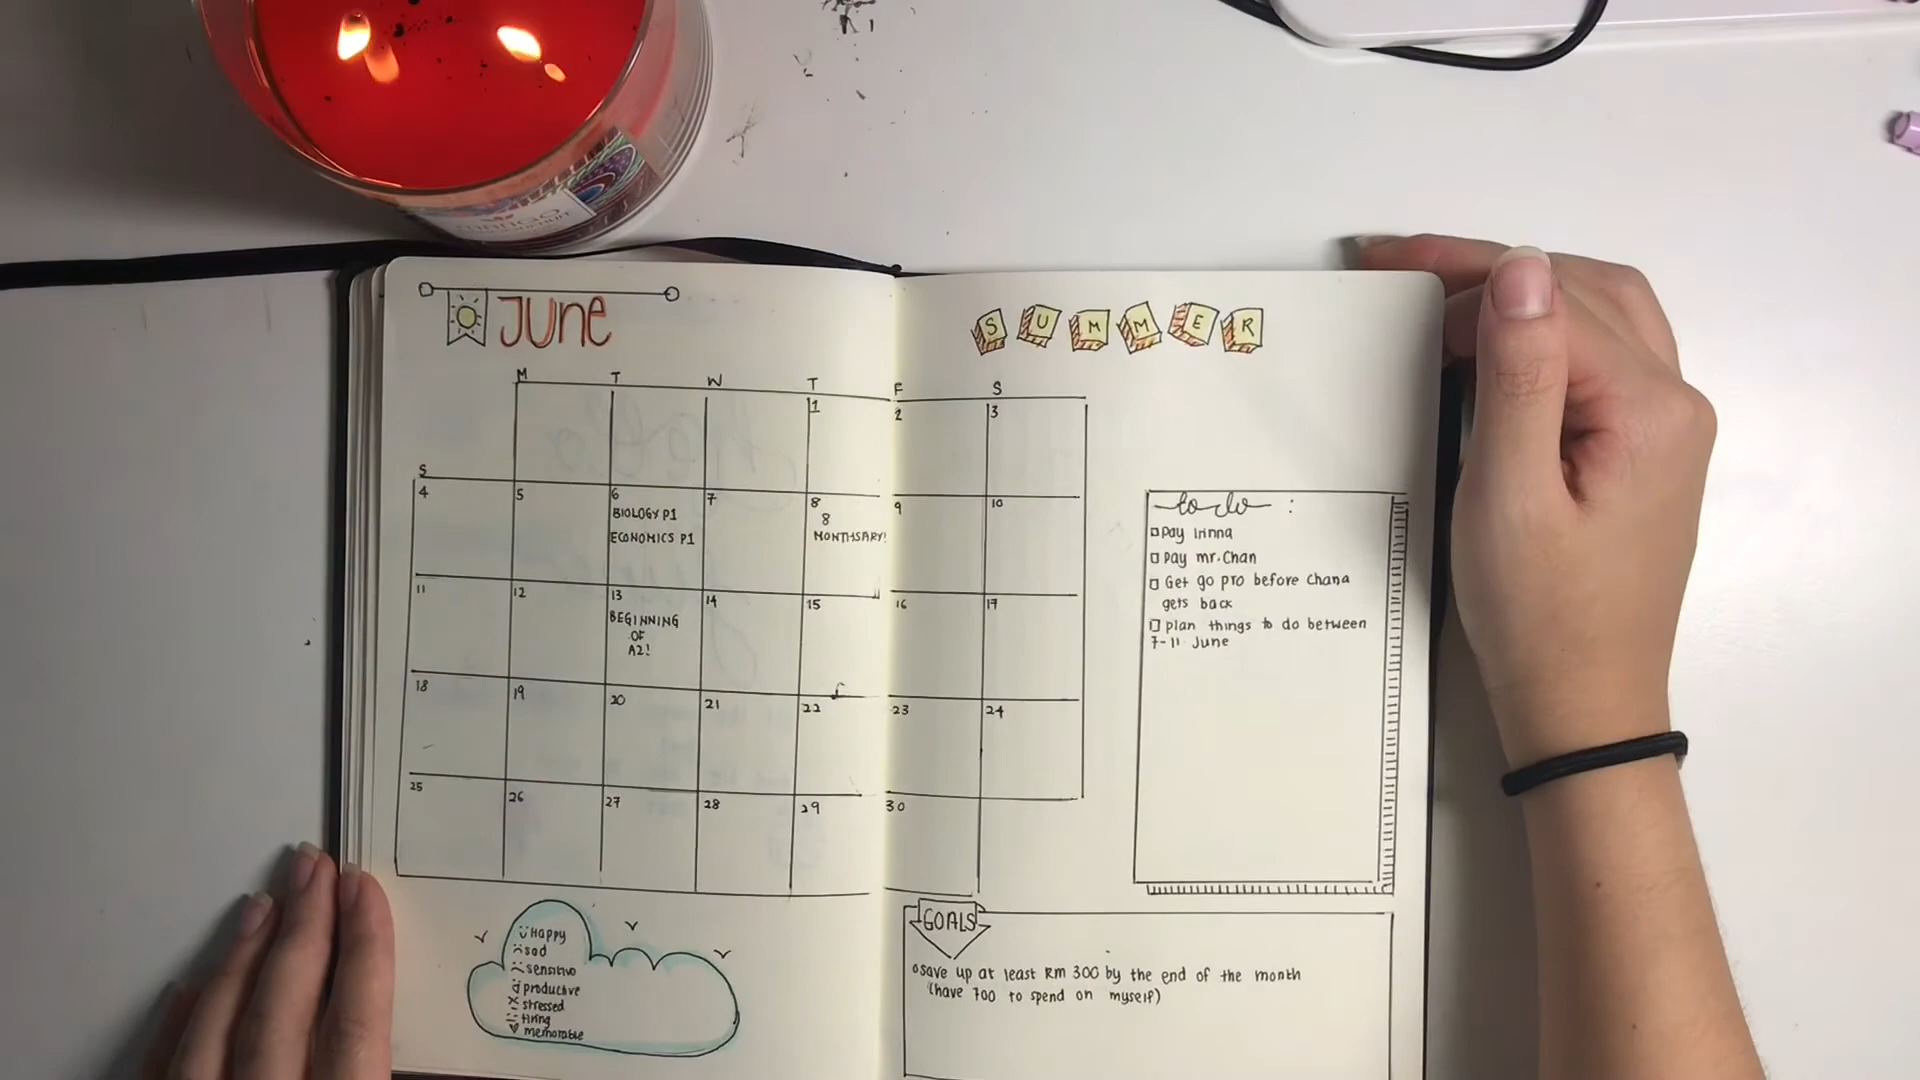 JUNE
SUMMER
M T W T F S
1 2 3
S
4 5 6 7 8 9 10
BIOLOGY P1
ECONOMICS P1
8
MONTHSARY!
11 12 13 14 15 16 17
BEGINNING
OF
A2!
18 19 20 21 22 23 24
25 26 27 28 29 30
to do :
Pay Irinna
Pay mr. Chan
Get go pro before Chana
gets back
plan things to do between
7-11 June
Happy
sad
sensitive
productive
stressed
tiring
memorable
GOALS
save up at least RM 300 by the end of the month
(have 700 to spend on myself)